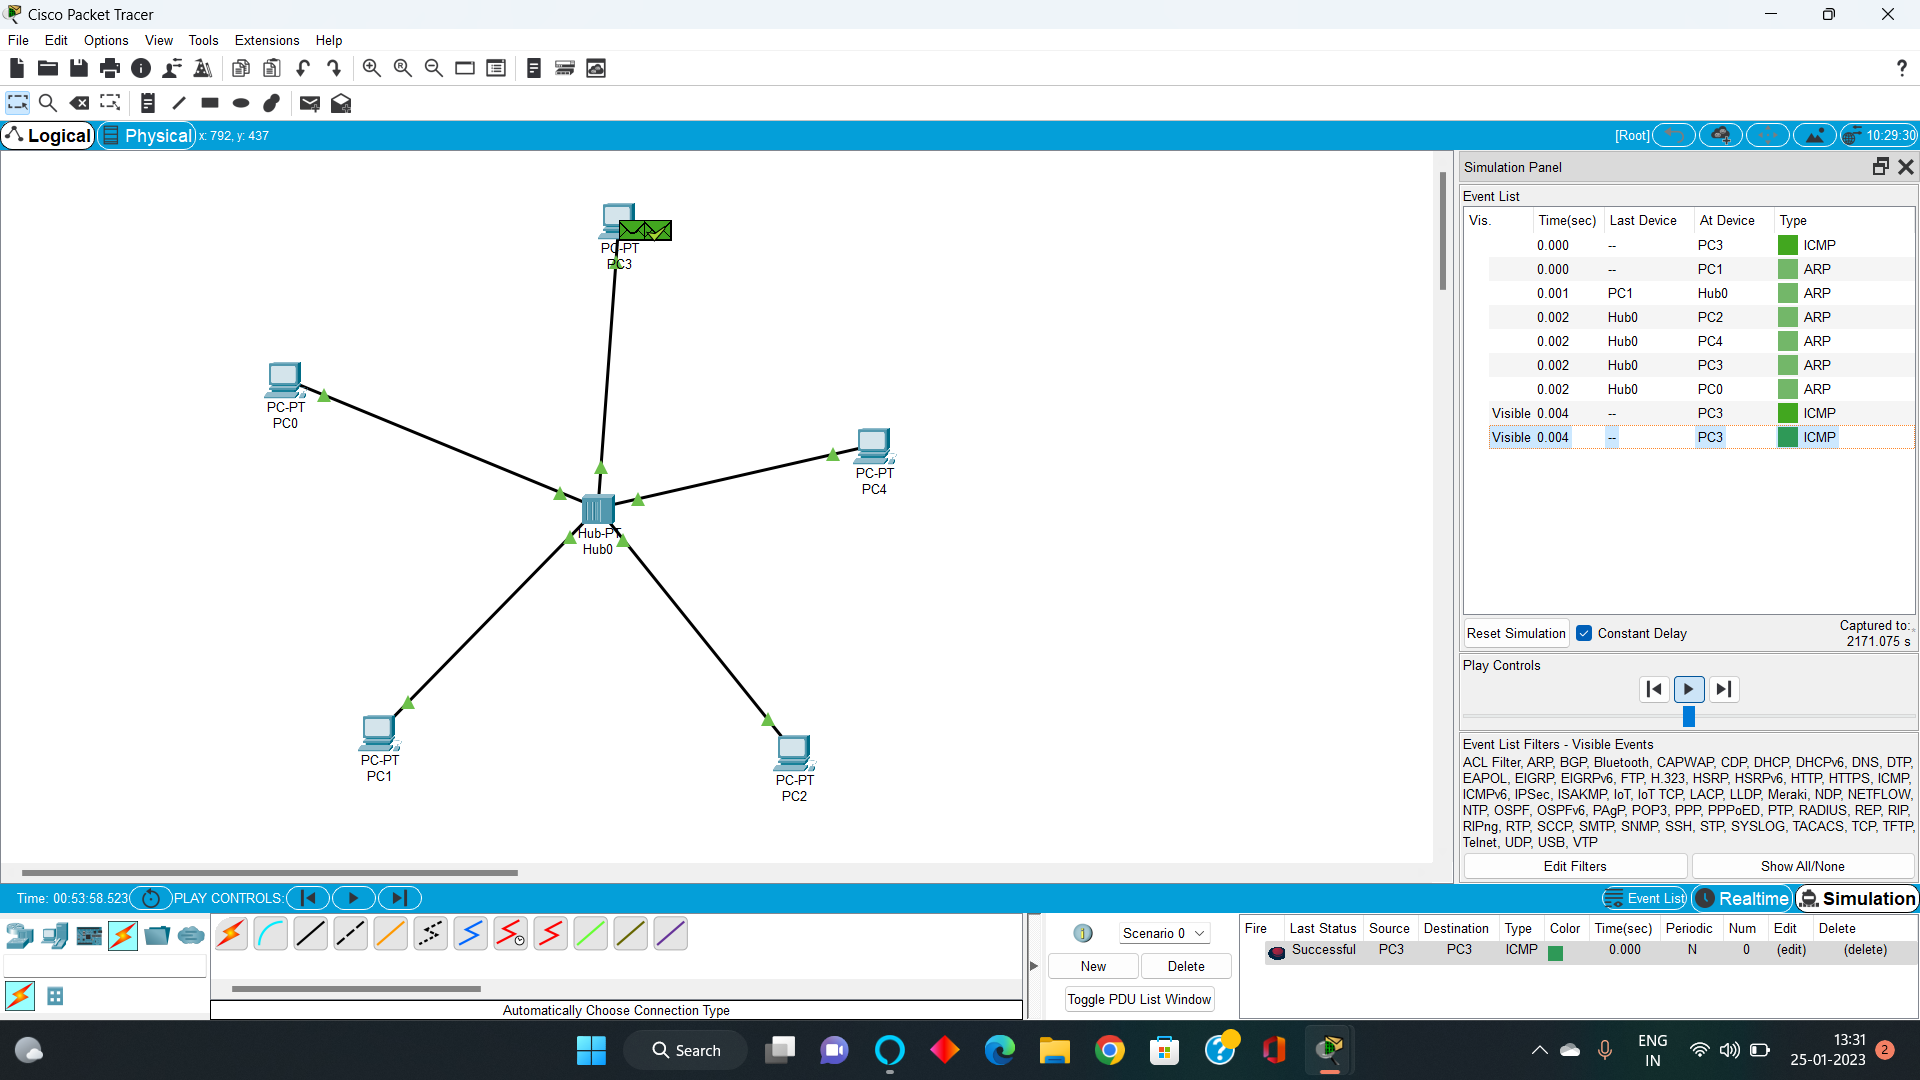 Cisco Packet Tracer
File Edit Options View Tools Extensions Help
?
Logical Physical x: 792, y: 437
[Root] 10:29:30
PC-PT
PC3
PC-PT
PC0
PC-PT
PC4
Hub-PT
Hub0
PC-PT
PC1
PC-PT
PC2
Simulation Panel
Event List
Vis. Time(sec) Last Device At Device Type
0.000 -- PC3 ICMP
0.000 -- PC1 ARP
0.001 PC1 Hub0 ARP
0.002 Hub0 PC2 ARP
0.002 Hub0 PC4 ARP
0.002 Hub0 PC3 ARP
0.002 Hub0 PC0 ARP
Visible 0.004 -- PC3 ICMP
Visible 0.004 -- PC3 ICMP
Reset Simulation Constant Delay Captured to:
2171.075 s
Play Controls
Event List Filters - Visible Events
ACL Filter, ARP, BGP, Bluetooth, CAPWAP, CDP, DHCP, DHCPv6, DNS, DTP,
EAPOL, EIGRP, EIGRPv6, FTP, H.323, HSRP, HSRPv6, HTTP, HTTPS, ICMP,
ICMPv6, IPSec, ISAKMP, IoT, IoT TCP, LACP, LLDP, Meraki, NDP, NETFLOW,
NTP, OSPF, OSPFv6, PAgP, POP3, PPP, PPPoED, PTP, RADIUS, REP, RIP,
RIPng, RTP, SCCP, SMTP, SNMP, SSH, STP, SYSLOG, TACACS, TCP, TFTP,
Telnet, UDP, USB, VTP
Edit Filters Show All/None
Time: 00:53:58.523 PLAY CONTROLS:
Event List Realtime Simulation
Automatically Choose Connection Type
Scenario 0
New Delete
Toggle PDU List Window
Fire Last Status Source Destination Type Color Time(sec) Periodic Num Edit Delete
Successful PC3 PC3 ICMP 0.000 N 0 (edit) (delete)
Search
ENG
IN
13:31
25-01-2023
2